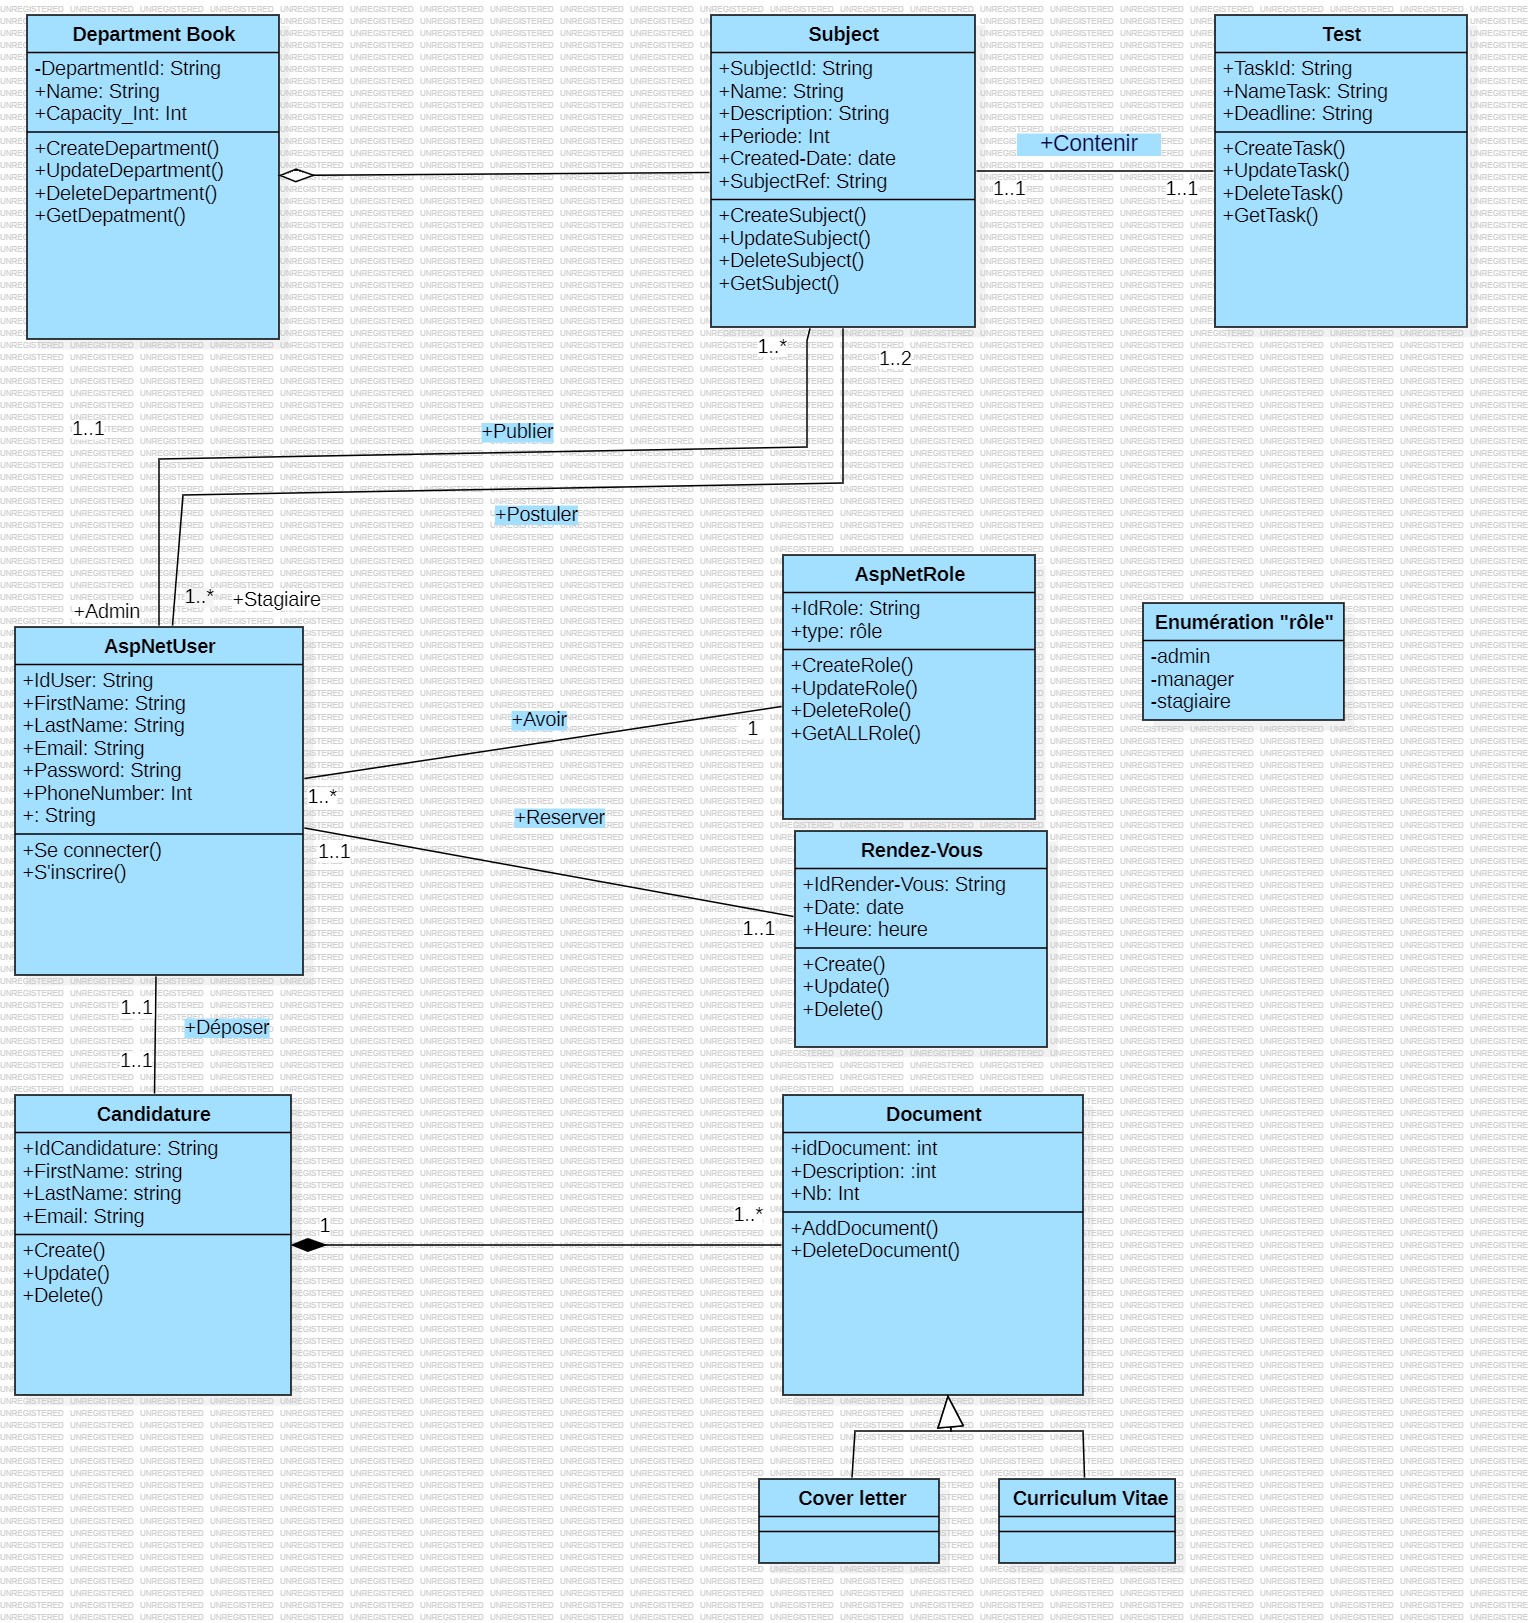 Department Book
-DepartmentId: String
+Name: String
+Capacity_Int: Int
+CreateDepartment()
+UpdateDepartment()
+DeleteDepartment()
+GetDepatment()
Subject
+SubjectId: String
+Name: String
+Description: String
+Periode: Int
+Created-Date: date
+SubjectRef: String
+CreateSubject()
+UpdateSubject()
+DeleteSubject()
+GetSubject()
+Contenir
1..1
1..1
Test
+TaskId: String
+NameTask: String
+Deadline: String
+CreateTask()
+UpdateTask()
+DeleteTask()
+GetTask()
1..*
1..2
1..1
+Publier
+Postuler
1..*
+Stagiaire
+Admin
AspNetUser
+IdUser: String
+FirstName: String
+LastName: String
+Email: String
+Password: String
+PhoneNumber: Int
+: String
+Se connecter()
+S'inscrire()
+Avoir
1
1..*
+Reserver
1..1
1..1
AspNetRole
+IdRole: String
+type: rôle
+CreateRole()
+UpdateRole()
+DeleteRole()
+GetALLRole()
Enumération "rôle"
-admin
-manager
-stagiaire
Rendez-Vous
+IdRender-Vous: String
+Date: date
+Heure: heure
+Create()
+Update()
+Delete()
1..1
+Déposer
1..1
Candidature
+IdCandidature: String
+FirstName: string
+LastName: string
+Email: String
+Create()
+Update()
+Delete()
1
1..*
Document
+idDocument: int
+Description: :int
+Nb: Int
+AddDocument()
+DeleteDocument()
Cover letter
Curriculum Vitae
UNREGISTERED